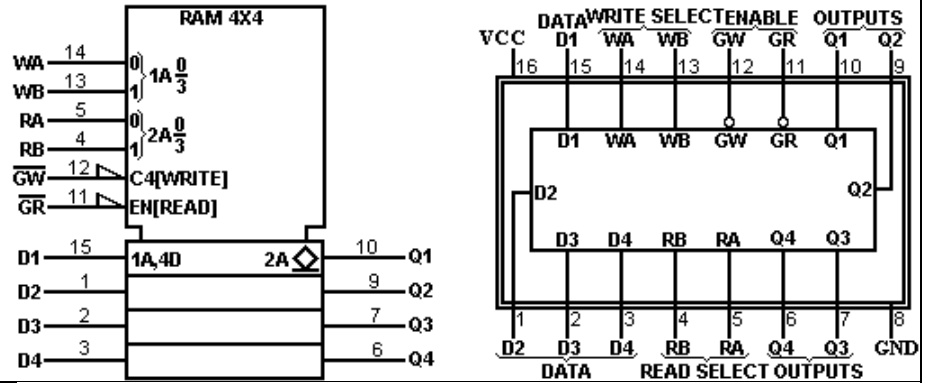 RAM 4X4
WA 14 0
1A 0/3
WB 13 1
RA 5 0
2A 0/3
RB 4 1
GW 12 C4[WRITE]
GR 11 EN[READ]
D1 15 1A,4D 2A 10 Q1
D2 1 9 Q2
D3 2 7 Q3
D4 3 6 Q4
DATA WRITE SELECT ENABLE OUTPUTS
VCC D1 WA WB GW GR Q1 Q2
16 15 14 13 12 11 10 9
D1 WA WB GW GR Q1
D2 Q2
D3 D4 RB RA Q4 Q3
1 2 3 4 5 6 7 8
D2 D3 D4 RB RA Q4 Q3 GND
DATA READ SELECT OUTPUTS